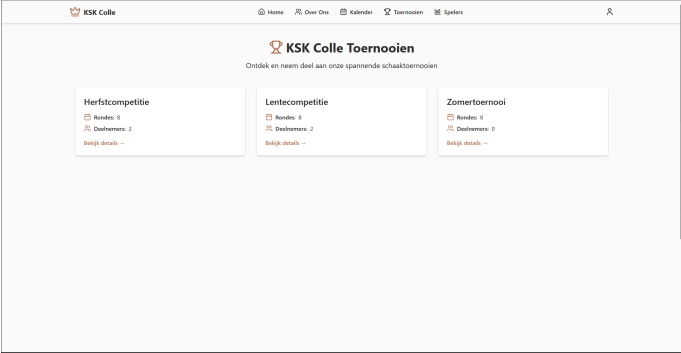 KSK Colle
Home Over Ons Kalender Toernooien Spelers
KSK Colle Toernooien
Ontdek en neem deel aan onze spannende schaaktoernooien
Herfstcompetitie
Rondes: 8
Deelnemers: 2
Bekijk details →
Lentecompetitie
Rondes: 8
Deelnemers: 2
Bekijk details →
Zomertoernooi
Rondes: 8
Deelnemers: 0
Bekijk details →